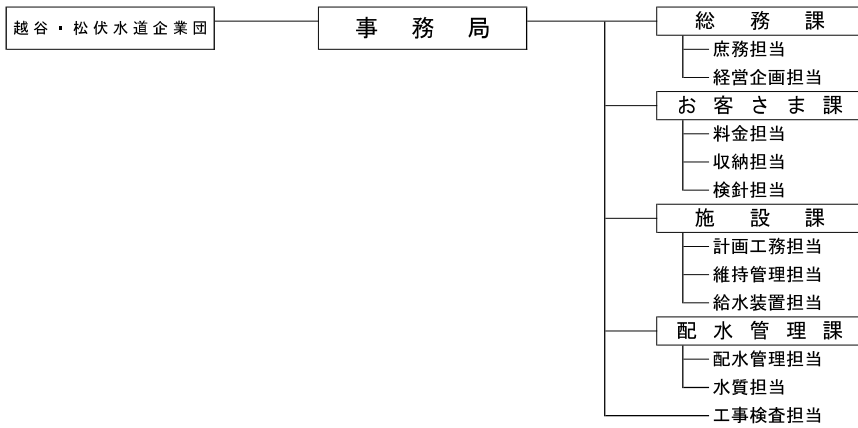 越谷・松伏水道企業団
事務局
総務課
庶務担当
経営企画担当
お客さま課
料金担当
収納担当
検針担当
施設課
計画工務担当
維持管理担当
給水装置担当
配水管理課
配水管理担当
水質担当
工事検査担当